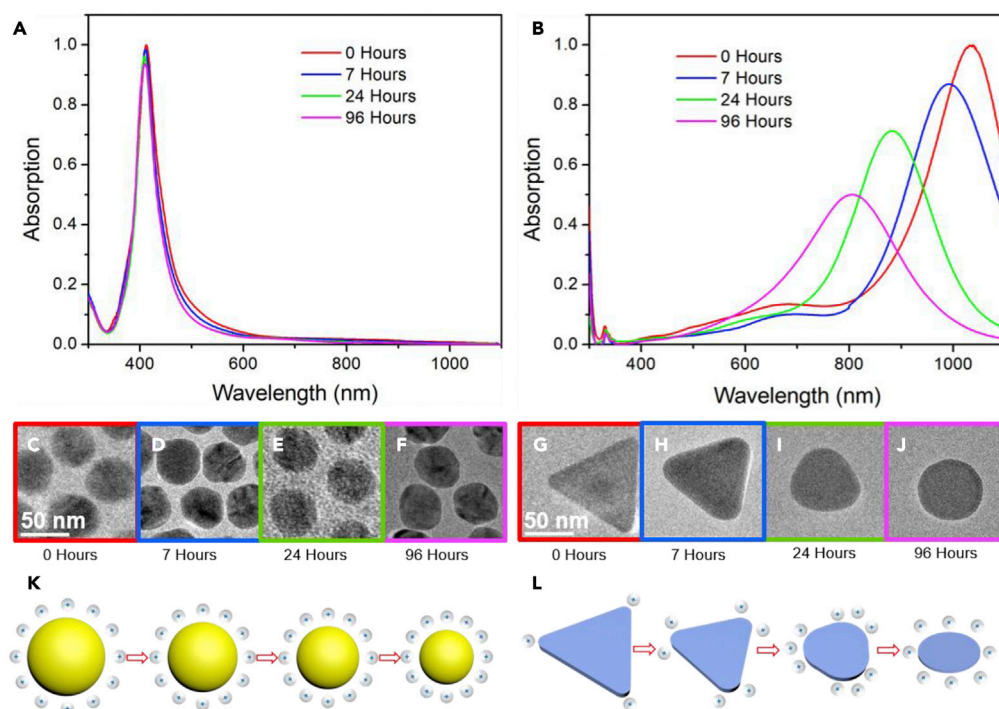 A
B
1.0
0.8
0.6
0.4
0.2
0.0
Absorption
400 600 800 1000
Wavelength (nm)
0 Hours
7 Hours
24 Hours
96 Hours
1.0
0.8
0.6
0.4
0.2
0.0
Absorption
400 600 800 1000
Wavelength (nm)
0 Hours
7 Hours
24 Hours
96 Hours
C D E F G H I J
50 nm 50 nm
0 Hours 7 Hours 24 Hours 96 Hours 0 Hours 7 Hours 24 Hours 96 Hours
K L